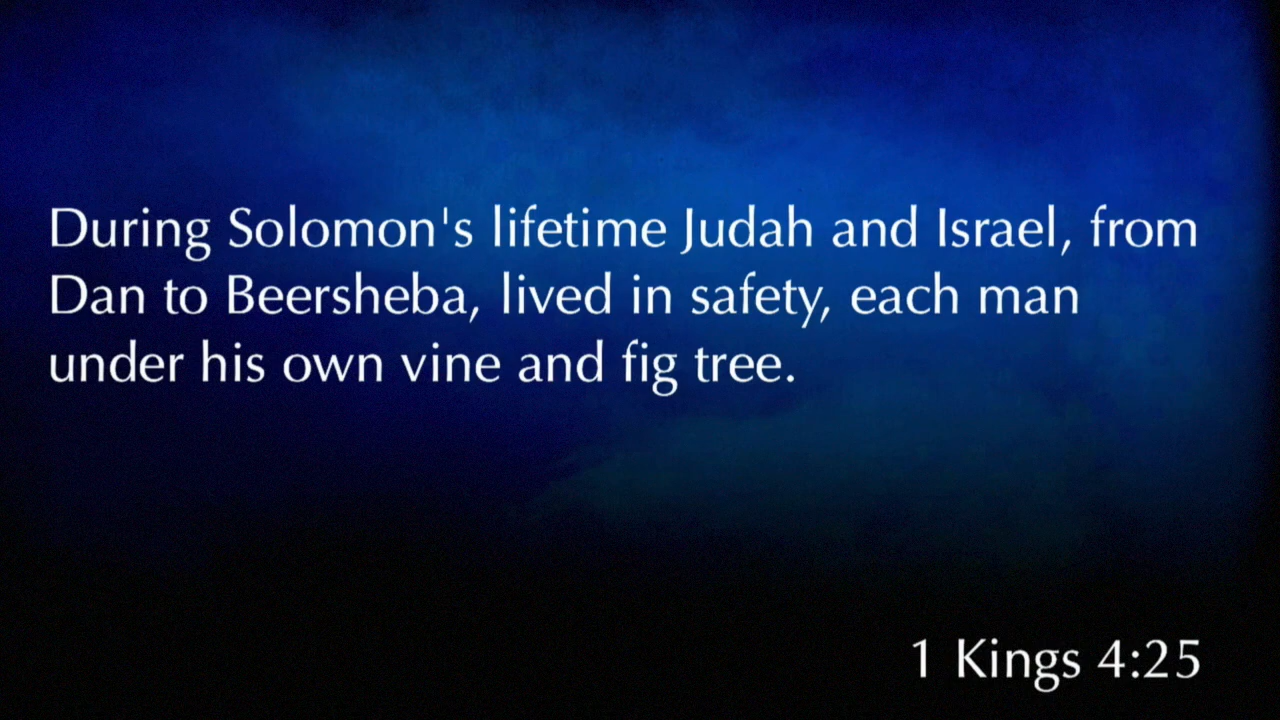 During Solomon's lifetime Judah and Israel, from
Dan to Beersheba, lived in safety, each man
under his own vine and fig tree.
1 Kings 4:25